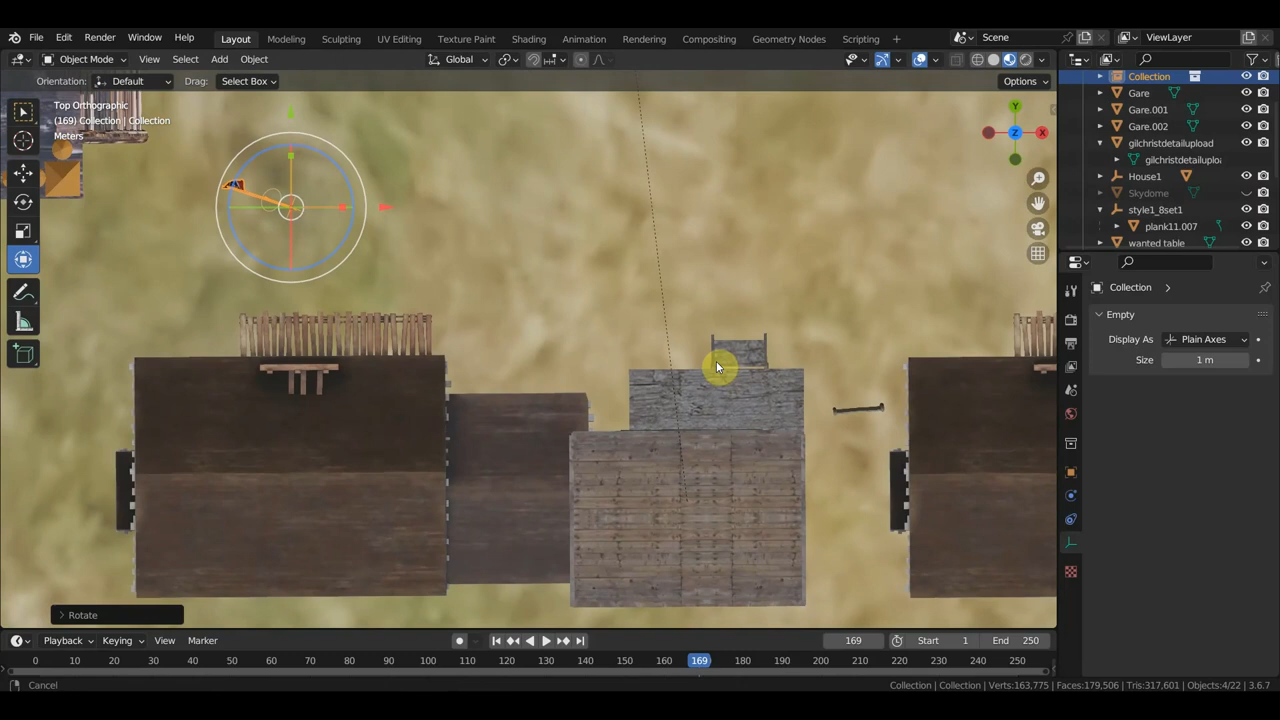 File Edit Render Window Help Layout Modeling Sculpting UV Editing Texture Paint Shading Animation Rendering Compositing Geometry Nodes Scripting + Scene ViewLayer
Object Mode View Select Add Object Global
Orientation: Default Drag: Select Box Options
Top Orthographic
(169) Collection | Collection
Meters
Y
Z
X
Collection
Gare
Gare.001
Gare.002
gilchristdetailupload
gilchristdetailuploa
House1
Skydome
style1_8set1
plank11.007
wanted table
Collection
Empty
Display As Plain Axes
Size 1 m
Rotate
Playback Keying View Marker 169 Start 1 End 250
0 10 20 30 40 50 60 70 80 90 100 110 120 130 140 150 160 169 180 190 200 210 220 230 240 250
Cancel Collection | Collection | Verts:163,775 | Faces:179,506 | Tris:317,601 | Objects:4/22 | 3.6.7